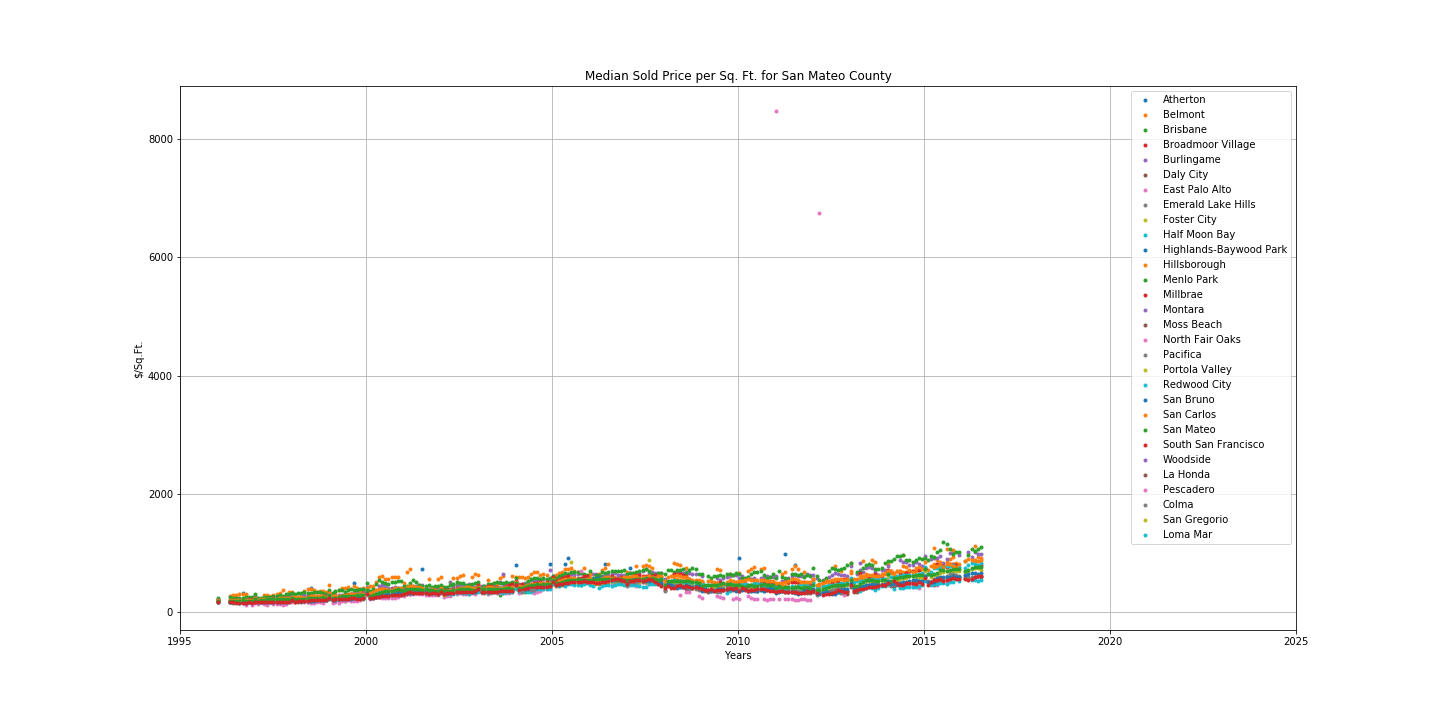 Median Sold Price per Sq. Ft. for San Mateo County
8000
6000
4000
2000
0
$/Sq.Ft.
1995
2000
2005
2010
2015
2020
2025
Years
Atherton
Belmont
Brisbane
Broadmoor Village
Burlingame
Daly City
East Palo Alto
Emerald Lake Hills
Foster City
Half Moon Bay
Highlands-Baywood Park
Hillsborough
Menlo Park
Millbrae
Montara
Moss Beach
North Fair Oaks
Pacifica
Portola Valley
Redwood City
San Bruno
San Carlos
San Mateo
South San Francisco
Woodside
La Honda
Pescadero
Colma
San Gregorio
Loma Mar